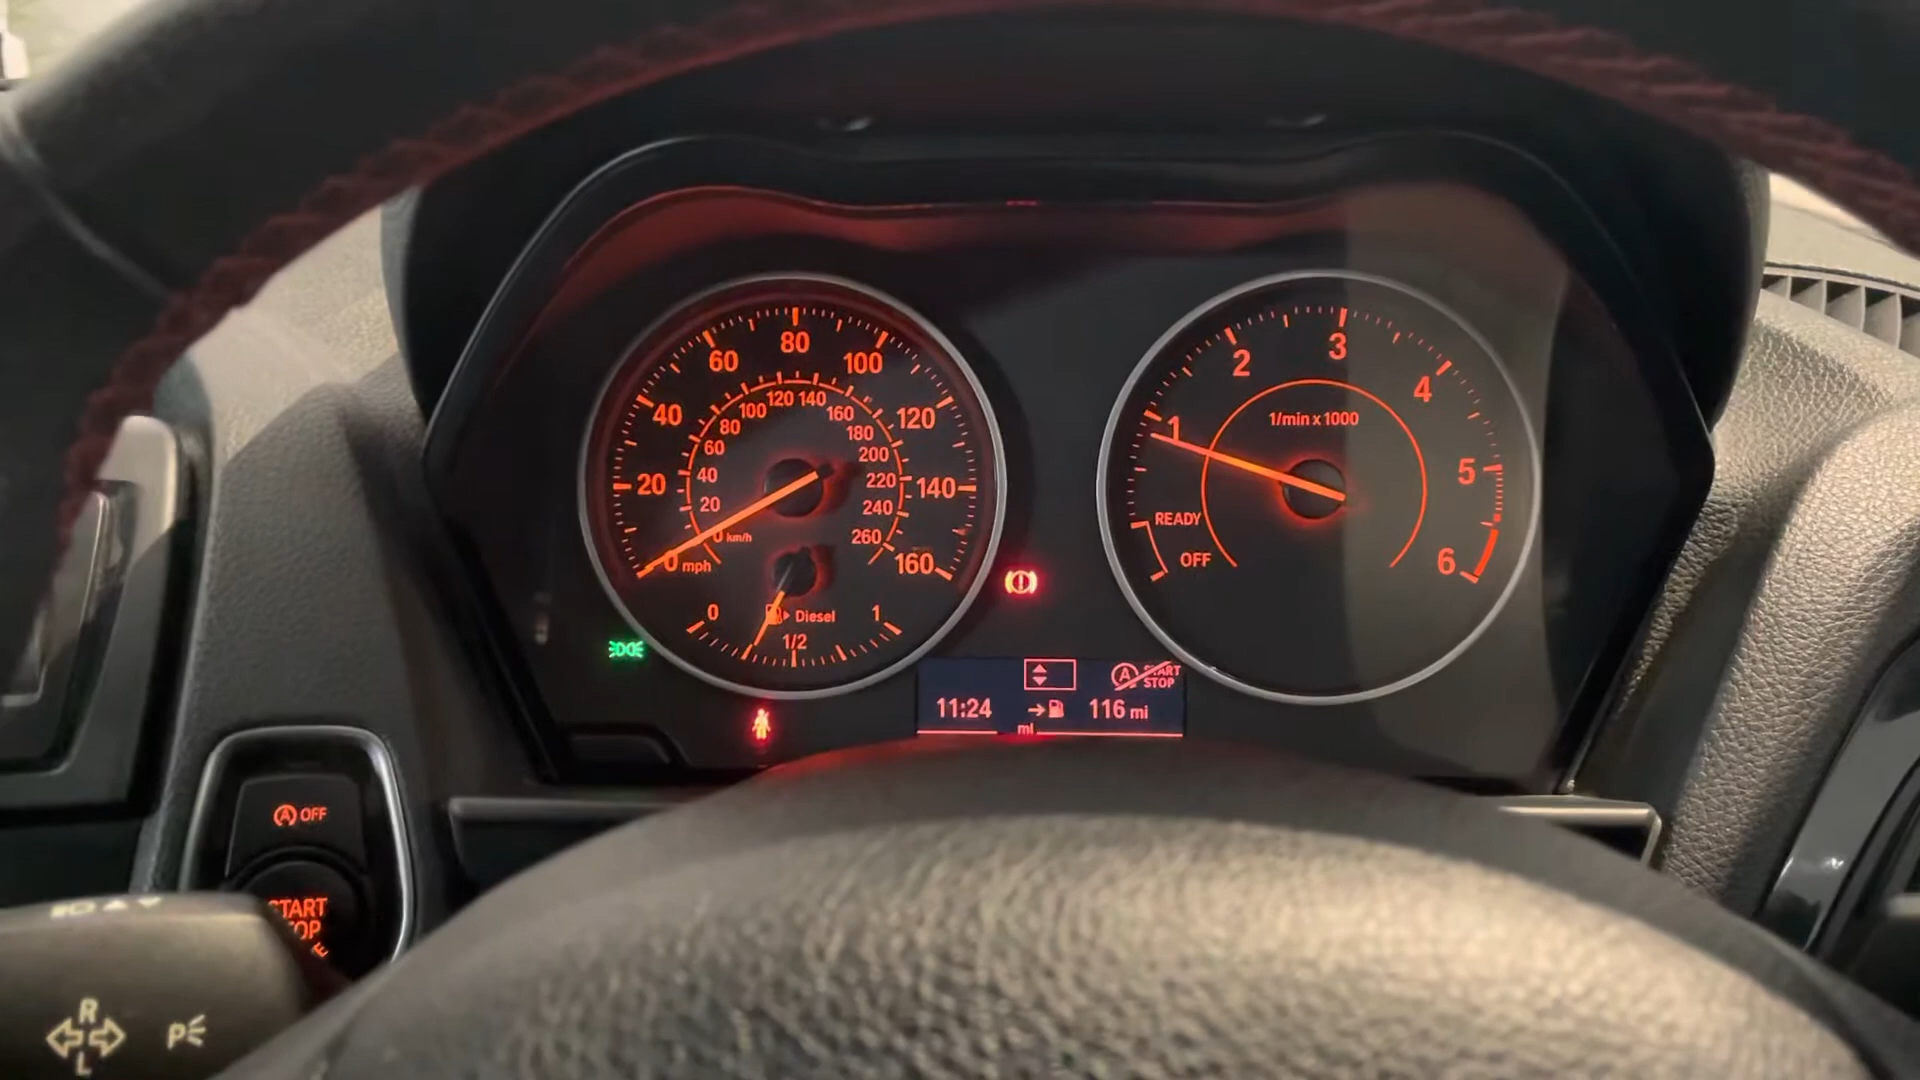 80
60
100
40
120
20
140
0 mph
160
120 140
100
160
80
180
60
200
40
220
20
240
0 km/h
260
0
Diesel
1
1/2
3
2
4
1
5
6
1/min x 1000
READY
OFF
A START
STOP
11:24
116 mi
mi
A OFF
START
STOP
R
L
P